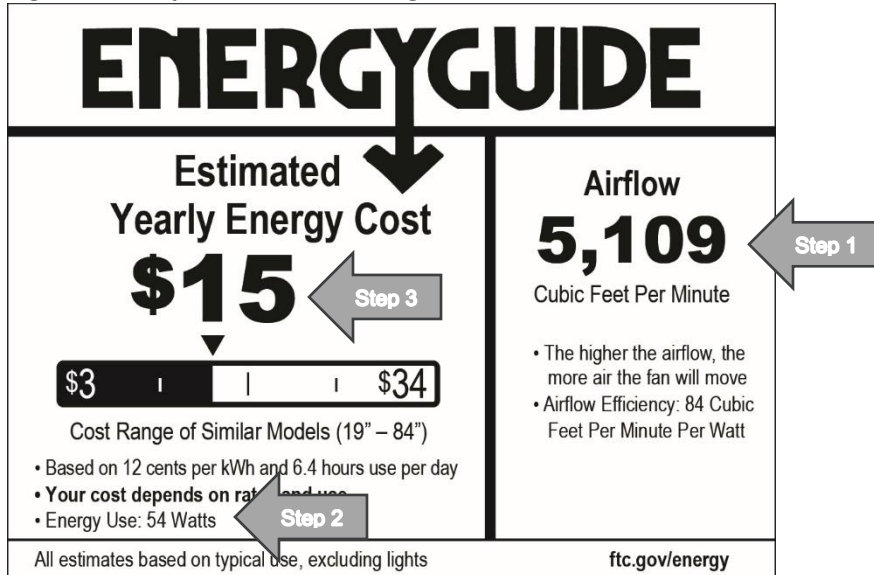 ENERGYGUIDE
Estimated
Yearly Energy Cost
$15
Step 3
$3
$34
Cost Range of Similar Models (19” – 84”)
• Based on 12 cents per kWh and 6.4 hours use per day
• Your cost depends on
• Energy Use: 54 Watts
Step 2
Airflow
5,109
Step 1
Cubic Feet Per Minute
• The higher the airflow, the
more air the fan will move
• Airflow Efficiency: 84 Cubic
Feet Per Minute Per Watt
All estimates based on typical use, excluding lights
ftc.gov/energy